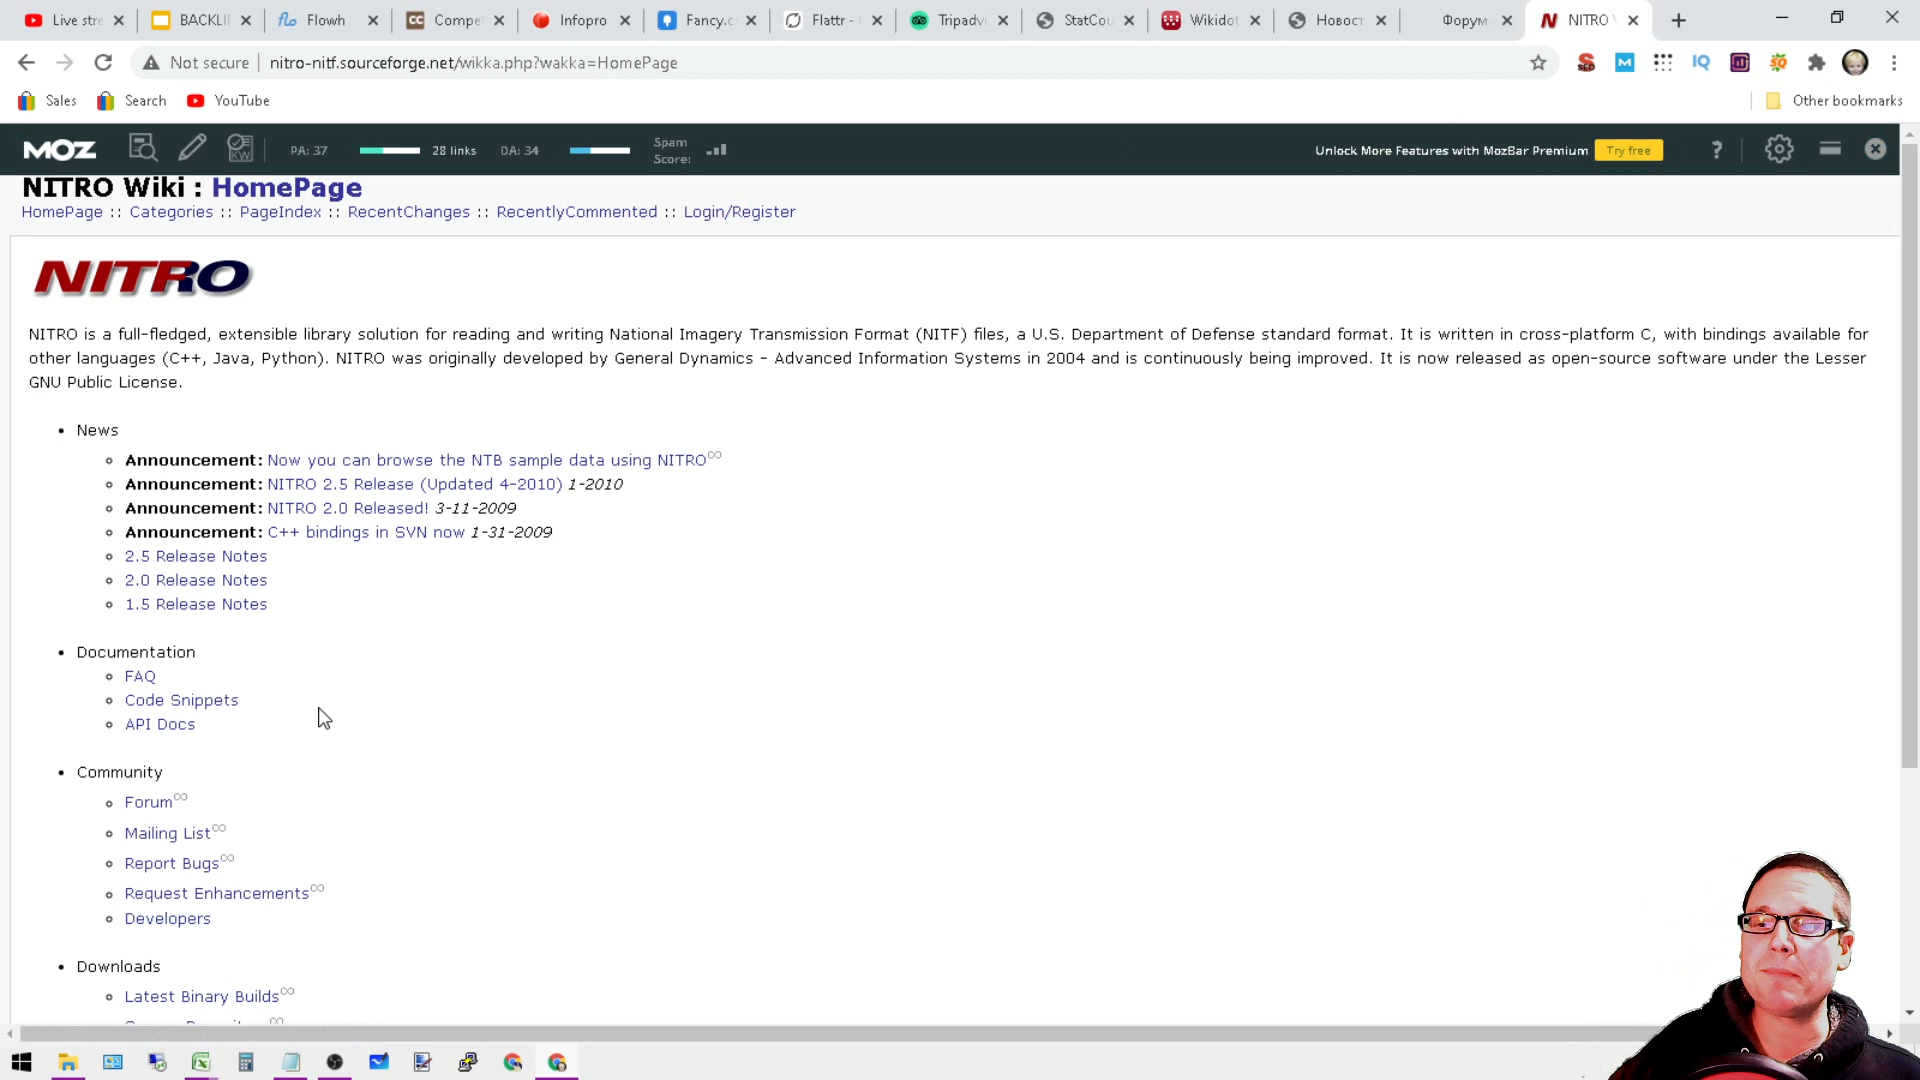 Live stre
BACKLII
Flowh
Compe
Infopro
Fancy.c
Flattr -
Tripadvi
StatCou
Wikidot
Новост
Форум
NITRO
Not secure
nitro-nitf.sourceforge.net/wikka.php?wakka=HomePage
Sales
Search
YouTube
Other bookmarks
MOZ
PA: 37
28 links
DA: 34
Spam
Score:
Unlock More Features with MozBar Premium
Try free
?
NITRO Wiki : HomePage
HomePage :: Categories :: PageIndex :: RecentChanges :: RecentlyCommented :: Login/Register
NITRO
NITRO is a full-fledged, extensible library solution for reading and writing National Imagery Transmission Format (NITF) files, a U.S. Department of Defense standard format. It is written in cross-platform C, with bindings available for
other languages (C++, Java, Python). NITRO was originally developed by General Dynamics - Advanced Information Systems in 2004 and is continuously being improved. It is now released as open-source software under the Lesser
GNU Public License.
News
Announcement: Now you can browse the NTB sample data using NITRO∞
Announcement: NITRO 2.5 Release (Updated 4-2010) 1-2010
Announcement: NITRO 2.0 Released! 3-11-2009
Announcement: C++ bindings in SVN now 1-31-2009
2.5 Release Notes
2.0 Release Notes
1.5 Release Notes
Documentation
FAQ
Code Snippets
API Docs
Community
Forum∞
Mailing List∞
Report Bugs∞
Request Enhancements∞
Developers
Downloads
Latest Binary Builds∞